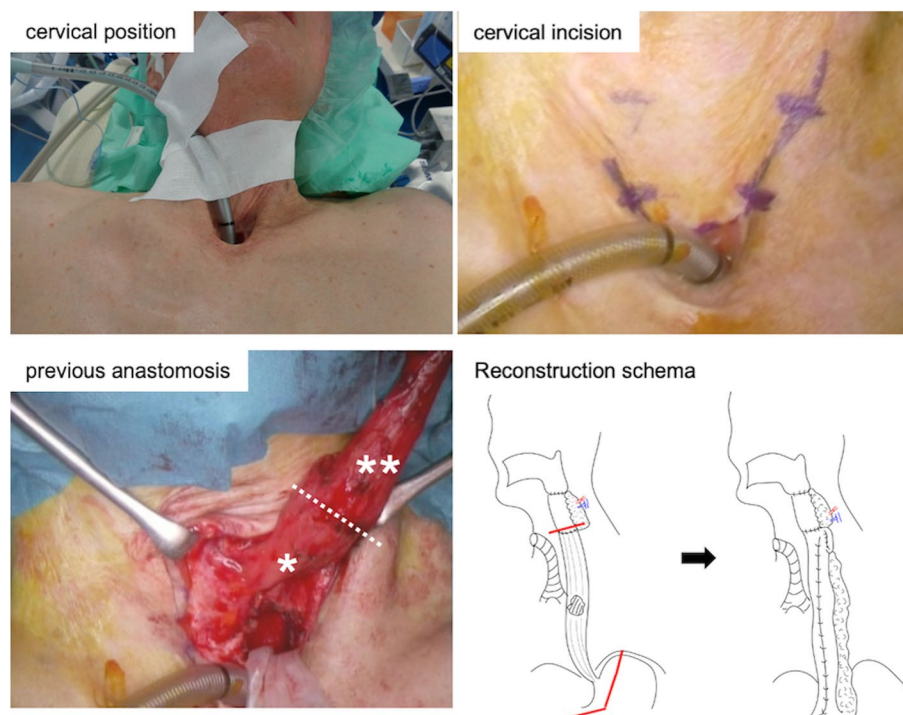 cervical position
cervical incision
previous anastomosis
**
*
Reconstruction schema